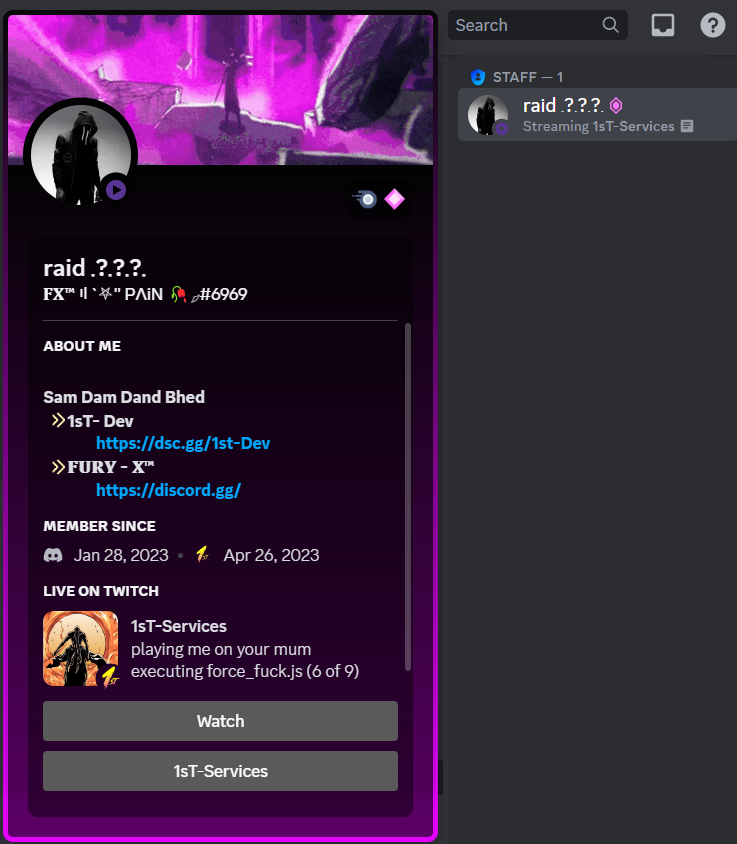 Search
STAFF — 1
raid .?.?.?.
Streaming 1sT-Services
raid .?.?.?.
FX™ ıl `⛧" PΛiN 🥀 #6969
ABOUT ME
Sam Dam Dand Bhed
1sT- Dev
https://dsc.gg/1st-Dev
FURY - X™
https://discord.gg/
MEMBER SINCE
Jan 28, 2023 • Apr 26, 2023
LIVE ON TWITCH
1sT-Services
playing me on your mum
executing force_fuck.js (6 of 9)
Watch
1sT-Services